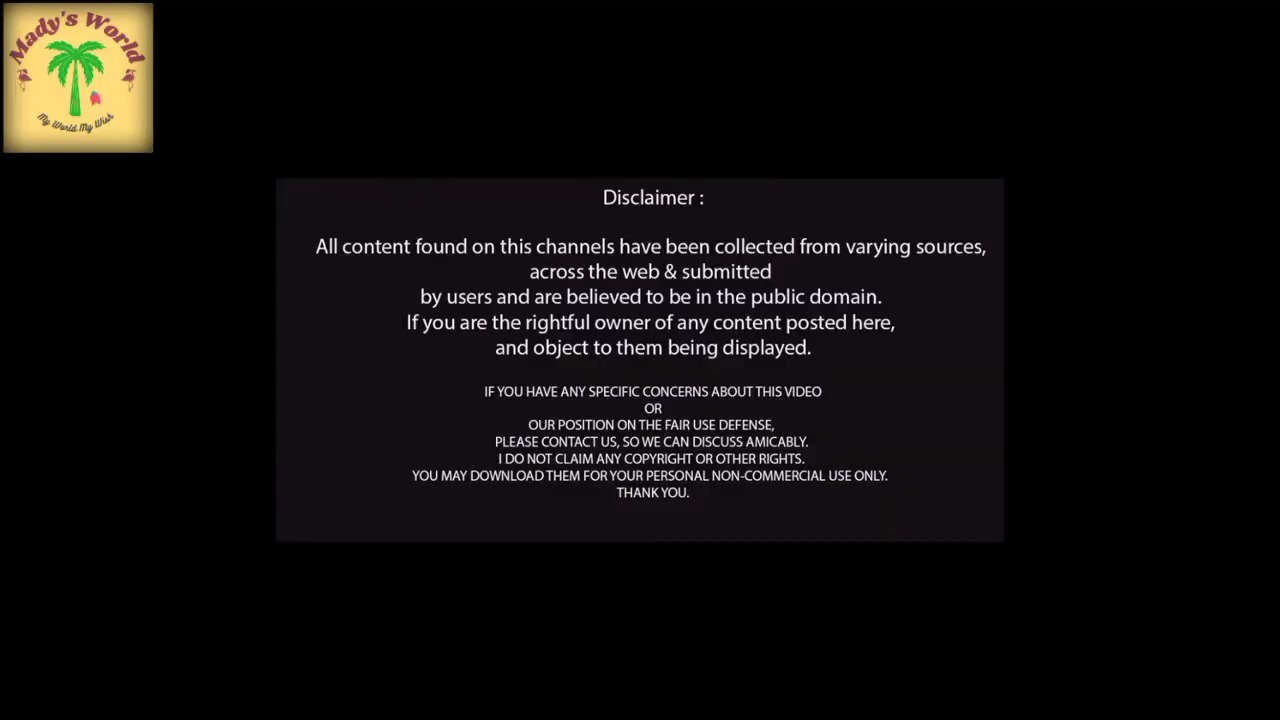 Mady's World
My World My Wish
Disclaimer :
All content found on this channels have been collected from varying sources,
across the web & submitted
by users and are believed to be in the public domain.
If you are the rightful owner of any content posted here,
and object to them being displayed.
IF YOU HAVE ANY SPECIFIC CONCERNS ABOUT THIS VIDEO
OR
OUR POSITION ON THE FAIR USE DEFENSE,
PLEASE CONTACT US, SO WE CAN DISCUSS AMICABLY.
I DO NOT CLAIM ANY COPYRIGHT OR OTHER RIGHTS.
YOU MAY DOWNLOAD THEM FOR YOUR PERSONAL NON-COMMERCIAL USE ONLY.
THANK YOU.